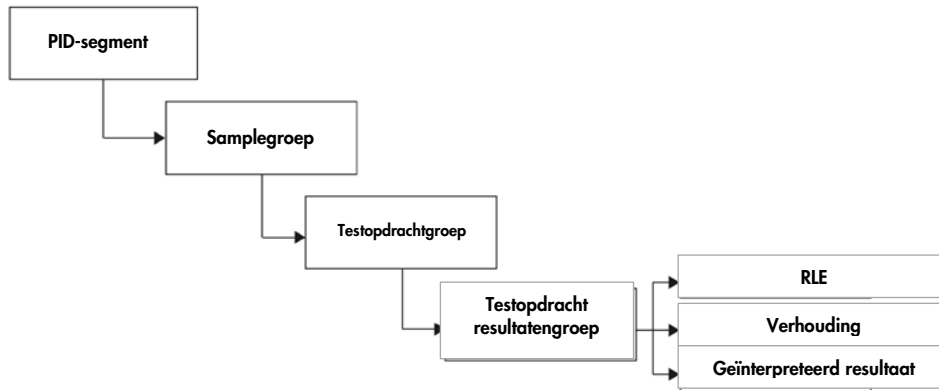 PID-segment
Samplegroep
Testopdrachtgroep
Testopdracht
resultatengroep
RLE
Verhouding
Geïnterpreteerd resultaat